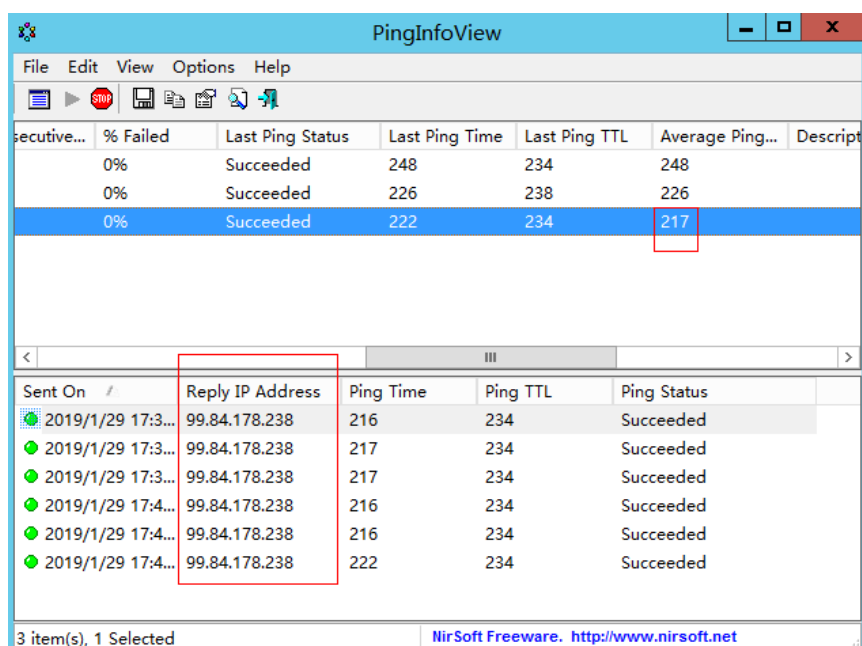 PingInfoView
x
File Edit View Options Help
STOP
secutive... % Failed Last Ping Status Last Ping Time Last Ping TTL Average Ping... Descript
0% Succeeded 248 234 248
0% Succeeded 226 238 226
0% Succeeded 222 234 217
Sent On Reply IP Address Ping Time Ping TTL Ping Status
2019/1/29 17:3... 99.84.178.238 216 234 Succeeded
2019/1/29 17:3... 99.84.178.238 217 234 Succeeded
2019/1/29 17:3... 99.84.178.238 217 234 Succeeded
2019/1/29 17:4... 99.84.178.238 216 234 Succeeded
2019/1/29 17:4... 99.84.178.238 216 234 Succeeded
2019/1/29 17:4... 99.84.178.238 222 234 Succeeded
3 item(s), 1 Selected NirSoft Freeware. http://www.nirsoft.net